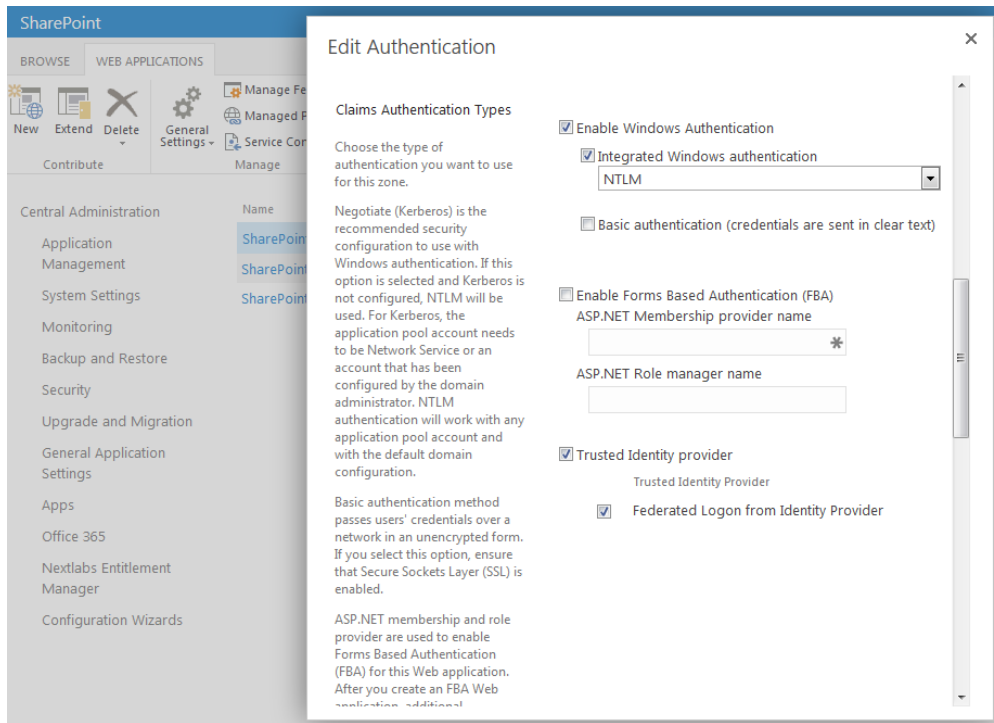 SharePoint
BROWSE
WEB APPLICATIONS
New
Extend
Delete
General
Settings
Manage Fe
Managed
Service Cor
Contribute
Manage
Central Administration
Application
Management
System Settings
Monitoring
Backup and Restore
Security
Upgrade and Migration
General Application
Settings
Apps
Office 365
Nextlabs Entitlement
Manager
Configuration Wizards
Name
SharePoin
SharePoint
SharePoint
Edit Authentication
Claims Authentication Types
Choose the type of
authentication you want to use
for this zone.
Negotiate (Kerberos) is the
recommended security
configuration to use with
Windows authentication. If this
option is selected and Kerberos is
not configured, NTLM will be
used. For Kerberos, the
application pool account needs
to be Network Service or an
account that has been
configured by the domain
administrator. NTLM
authentication will work with any
application pool account and
with the default domain
configuration.
Basic authentication method
passes users' credentials over a
network in an unencrypted form.
If you select this option, ensure
that Secure Sockets Layer (SSL) is
enabled.
ASP.NET membership and role
provider are used to enable
Forms Based Authentication
(FBA) for this Web application.
After you create an FBA Web
application, additional
Enable Windows Authentication
Integrated Windows authentication
NTLM
Basic authentication (credentials are sent in clear text)
Enable Forms Based Authentication (FBA)
ASP.NET Membership provider name
ASP.NET Role manager name
Trusted Identity provider
Trusted Identity Provider
Federated Logon from Identity Provider